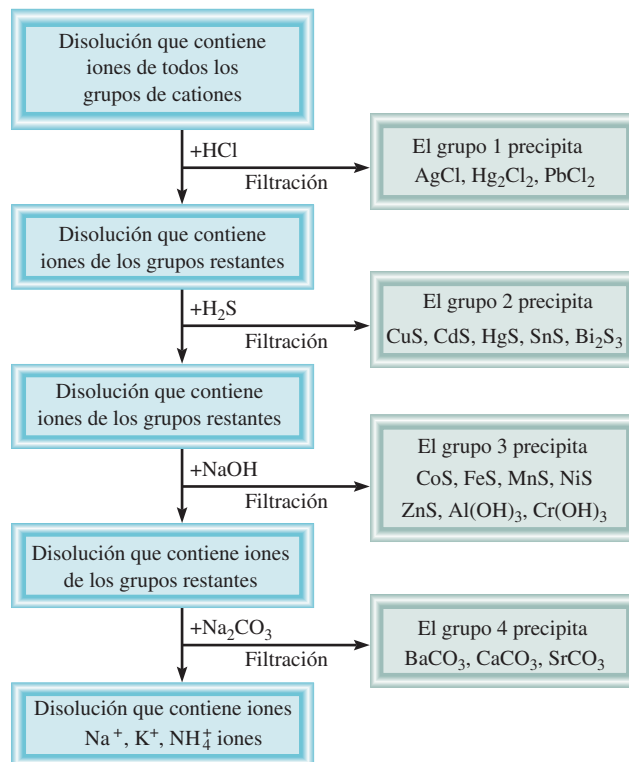 Disolución que contiene
iones de todos los
grupos de cationes
+HCl
Filtración
El grupo 1 precipita
AgCl, Hg₂Cl₂, PbCl₂
Disolución que contiene
iones de los grupos restantes
+H₂S
Filtración
El grupo 2 precipita
CuS, CdS, HgS, SnS, Bi₂S₃
Disolución que contiene
iones de los grupos restantes
+NaOH
Filtración
El grupo 3 precipita
CoS, FeS, MnS, NiS
ZnS, Al(OH)₃, Cr(OH)₃
Disolución que contiene iones
de los grupos restantes
+Na₂CO₃
Filtración
El grupo 4 precipita
BaCO₃, CaCO₃, SrCO₃
Disolución que contiene iones
Na⁺, K⁺, NH₄⁺ iones